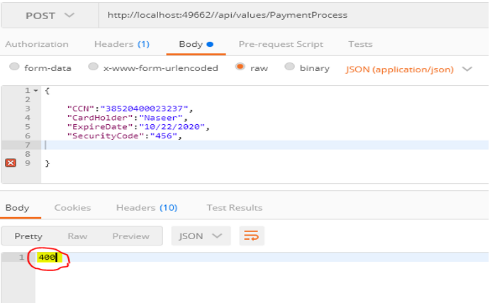 POST http://localhost:49662//api/values/PaymentProcess
Authorization Headers (1) Body Pre-request Script Tests
form-data x-www-form-urlencoded raw binary JSON (application/json)
1 {
2
3 "CCN":"38520400023237",
4 "CardHolder":"Naseer",
5 "ExpireDate":"10/22/2020",
6 "SecurityCode":"456",
7
8
9 }
Body Cookies Headers (10) Test Results
Pretty Raw Preview JSON
1 400